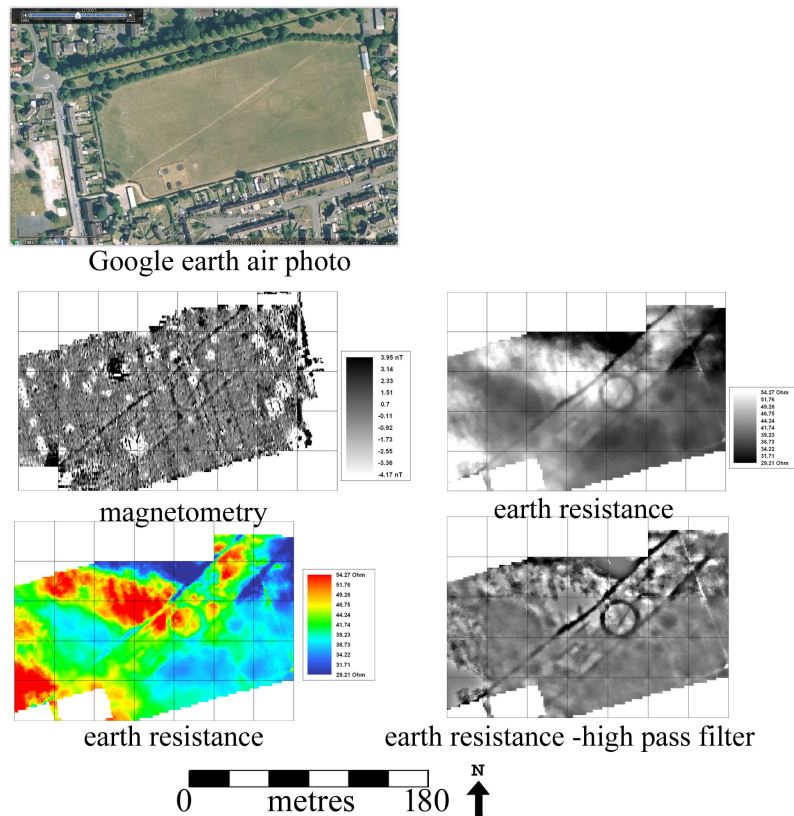 1985
2022
1985
Google earth air photo
3.95 nT
3.14
2.33
1.51
0.7
-0.11
-0.92
-1.73
-2.55
-3.36
-4.17 nT
magnetometry
54.27 Ohm
51.76
49.26
46.75
44.24
41.74
39.23
36.73
34.22
31.71
29.21 Ohm
earth resistance
54.27 Ohm
51.76
49.26
46.75
44.24
41.74
39.23
36.73
34.22
31.71
29.21 Ohm
earth resistance
earth resistance -high pass filter
0 metres 180
N